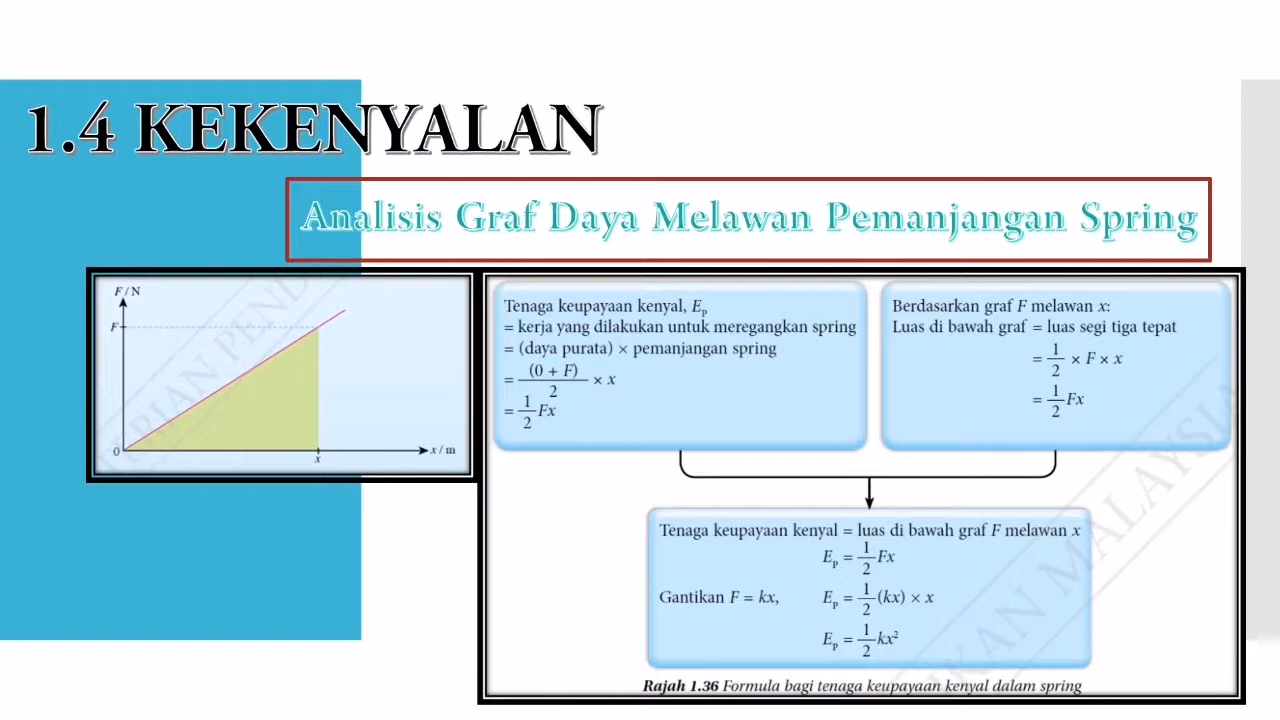 1.4 KEKENYALAN
Analisis Graf Daya Melawan Pemanjangan Spring
F / N
F
0
x
x / m
Tenaga keupayaan kenyal, Eₚ
= kerja yang dilakukan untuk meregangkan spring
= (daya purata) × pemanjangan spring
= (0 + F)/2 × x
= 1/2 Fx
Berdasarkan graf F melawan x:
Luas di bawah graf = luas segi tiga tepat
= 1/2 × F × x
= 1/2 Fx
Tenaga keupayaan kenyal = luas di bawah graf F melawan x
Eₚ = 1/2 Fx
Gantikan F = kx, Eₚ = 1/2 (kx) × x
Eₚ = 1/2 kx²
Rajah 1.36 Formula bagi tenaga keupayaan kenyal dalam spring